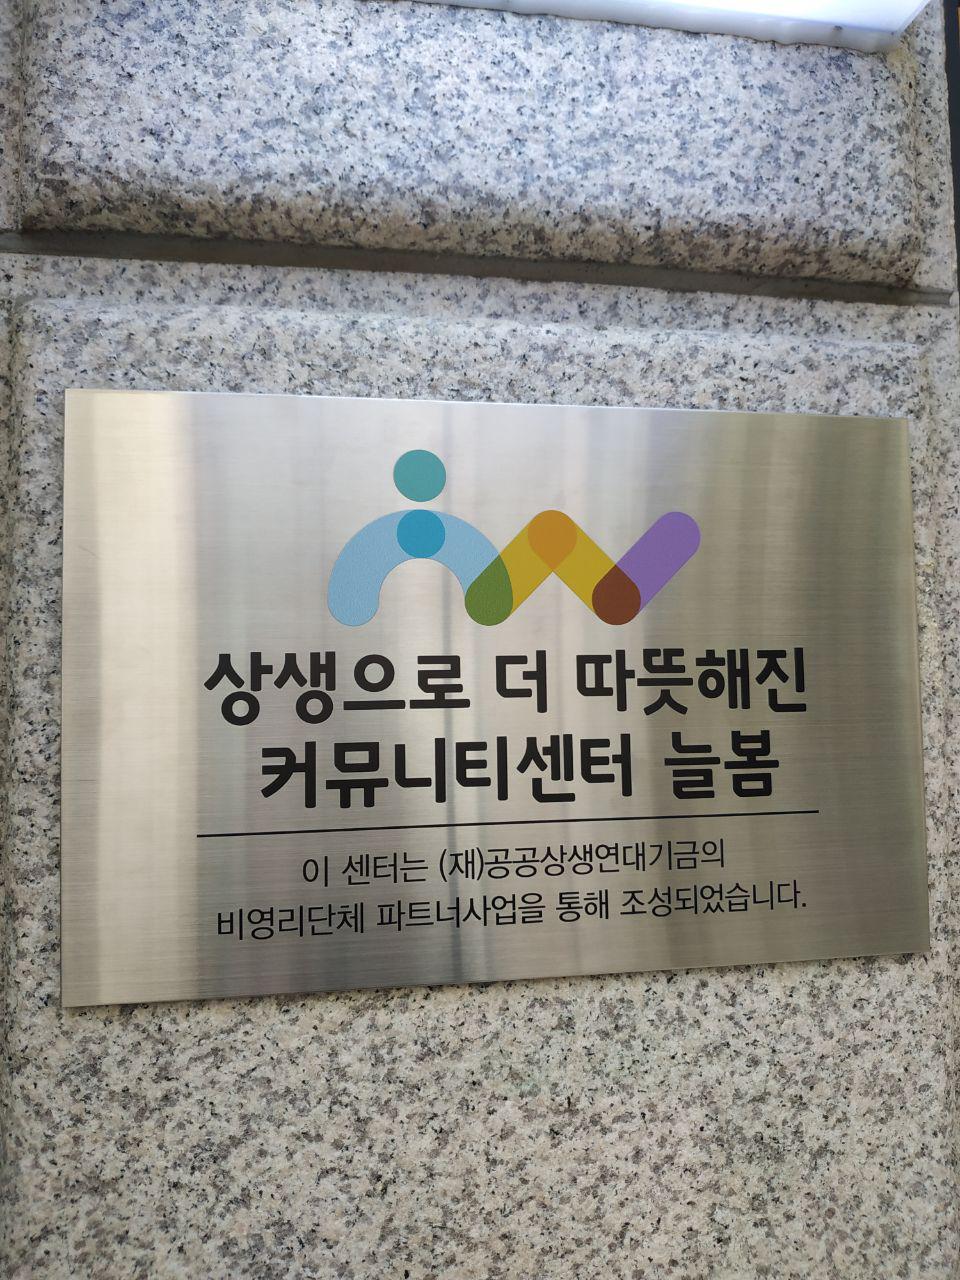 상생으로 더 따뜻해진
커뮤니티센터 늘봄
이 센터는 (재)공공상생연대기금의
비영리단체 파트너사업을 통해 조성되었습니다.